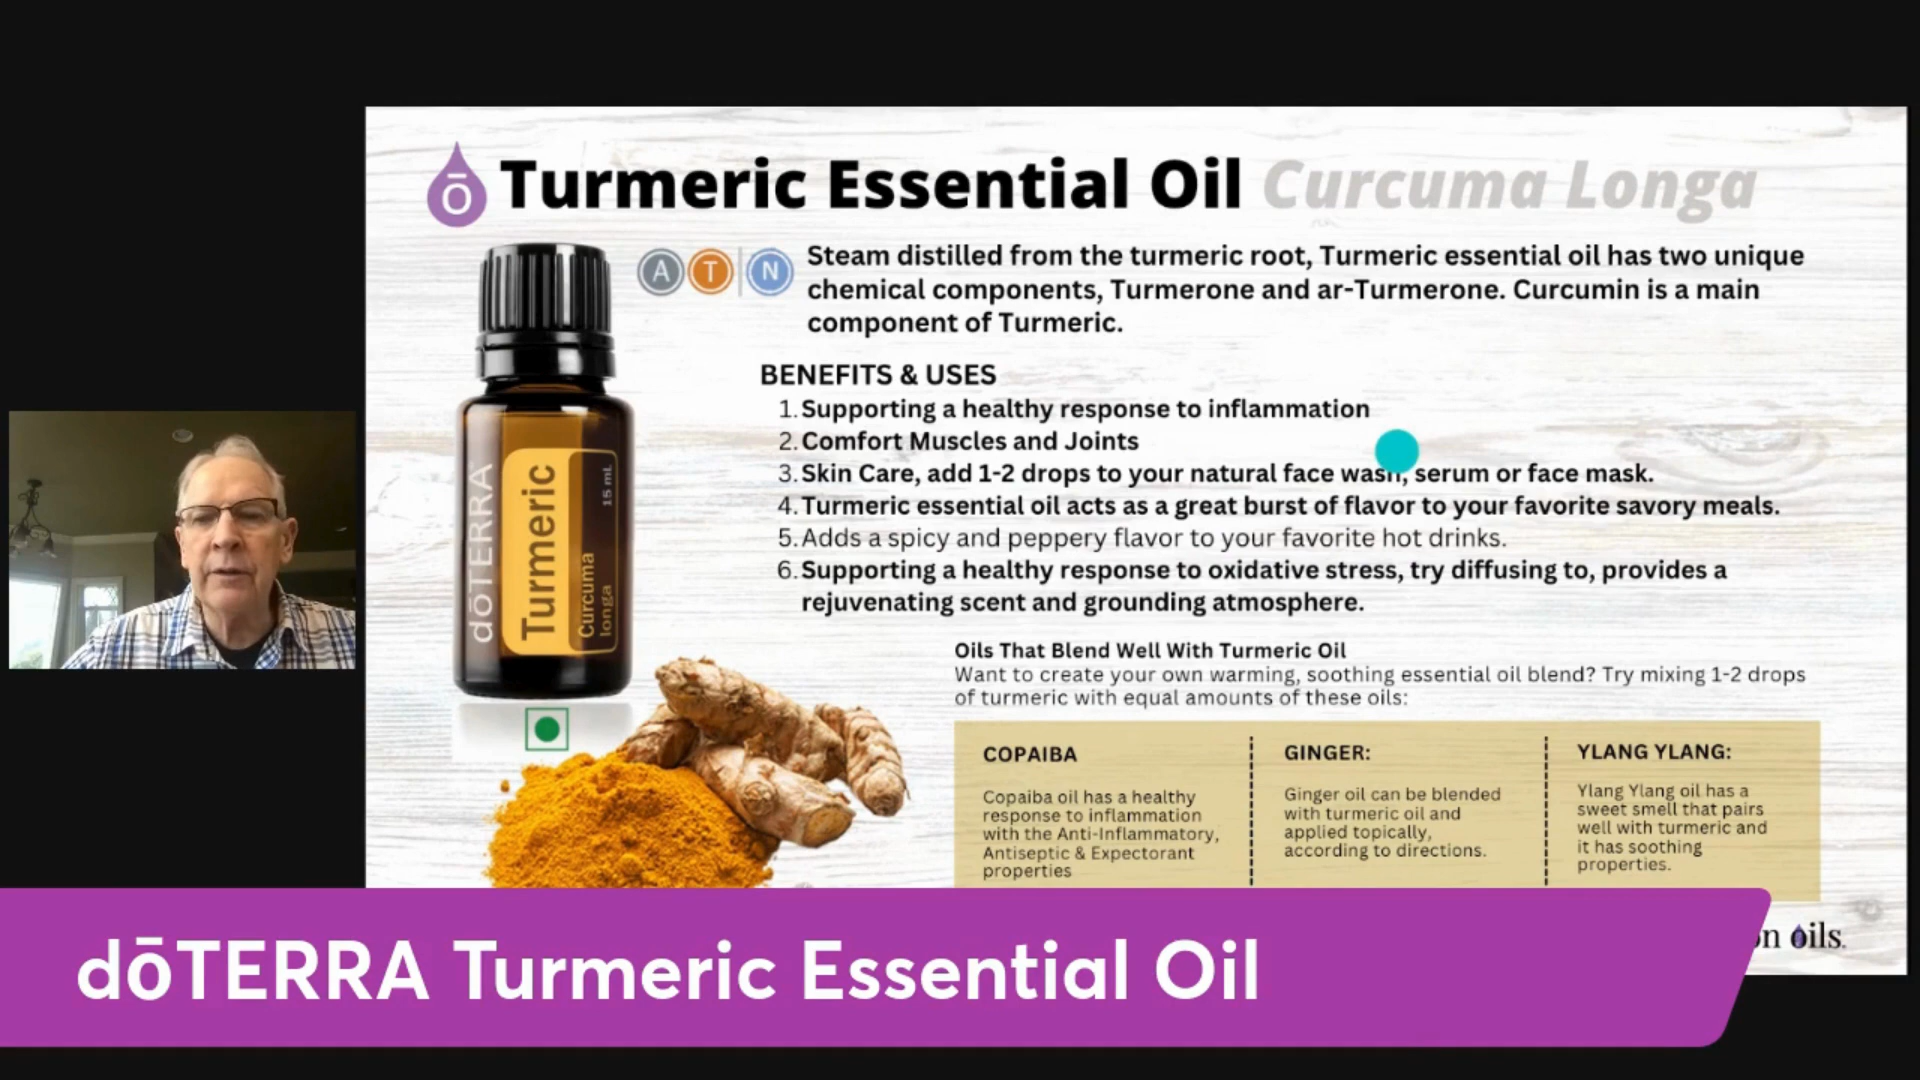 ō Turmeric Essential Oil Curcuma Longa
A T N
Steam distilled from the turmeric root, Turmeric essential oil has two unique
chemical components, Turmerone and ar-Turmerone. Curcumin is a main
component of Turmeric.
BENEFITS & USES
1. Supporting a healthy response to inflammation
2. Comfort Muscles and Joints
3. Skin Care, add 1-2 drops to your natural face wash, serum or face mask.
4. Turmeric essential oil acts as a great burst of flavor to your favorite savory meals.
5. Adds a spicy and peppery flavor to your favorite hot drinks.
6. Supporting a healthy response to oxidative stress, try diffusing to, provides a
rejuvenating scent and grounding atmosphere.
dōTERRA
Turmeric
Curcuma
longa
15 mL
Oils That Blend Well With Turmeric Oil
Want to create your own warming, soothing essential oil blend? Try mixing 1-2 drops
of turmeric with equal amounts of these oils:
COPAIBA
Copaiba oil has a healthy
response to inflammation
with the Anti-Inflammatory,
Antiseptic & Expectorant
properties
GINGER:
Ginger oil can be blended
with turmeric oil and
applied topically,
according to directions.
YLANG YLANG:
Ylang Ylang oil has a
sweet smell that pairs
well with turmeric and
it has soothing
properties.
oils.
dōTERRA Turmeric Essential Oil